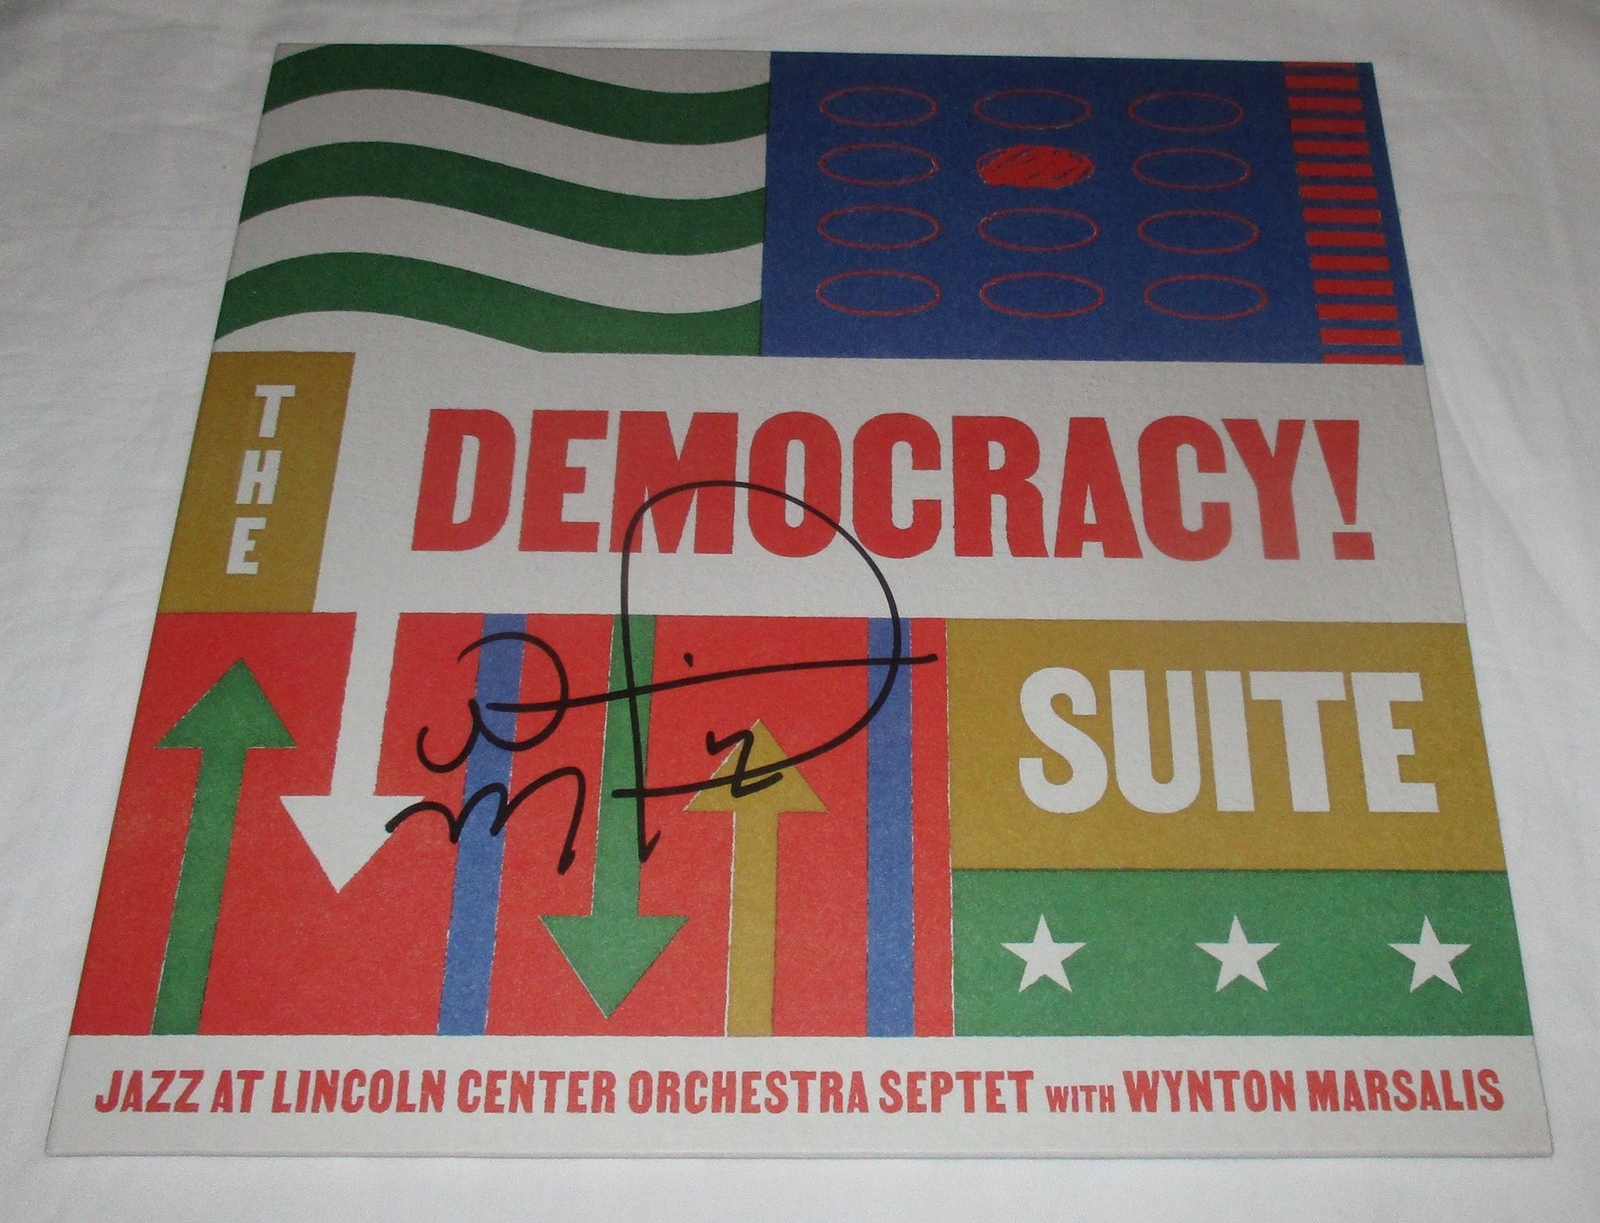 THE
DEMOCRACY!
SUITE
JAZZ AT LINCOLN CENTER ORCHESTRA SEPTET WITH WYNTON MARSALIS